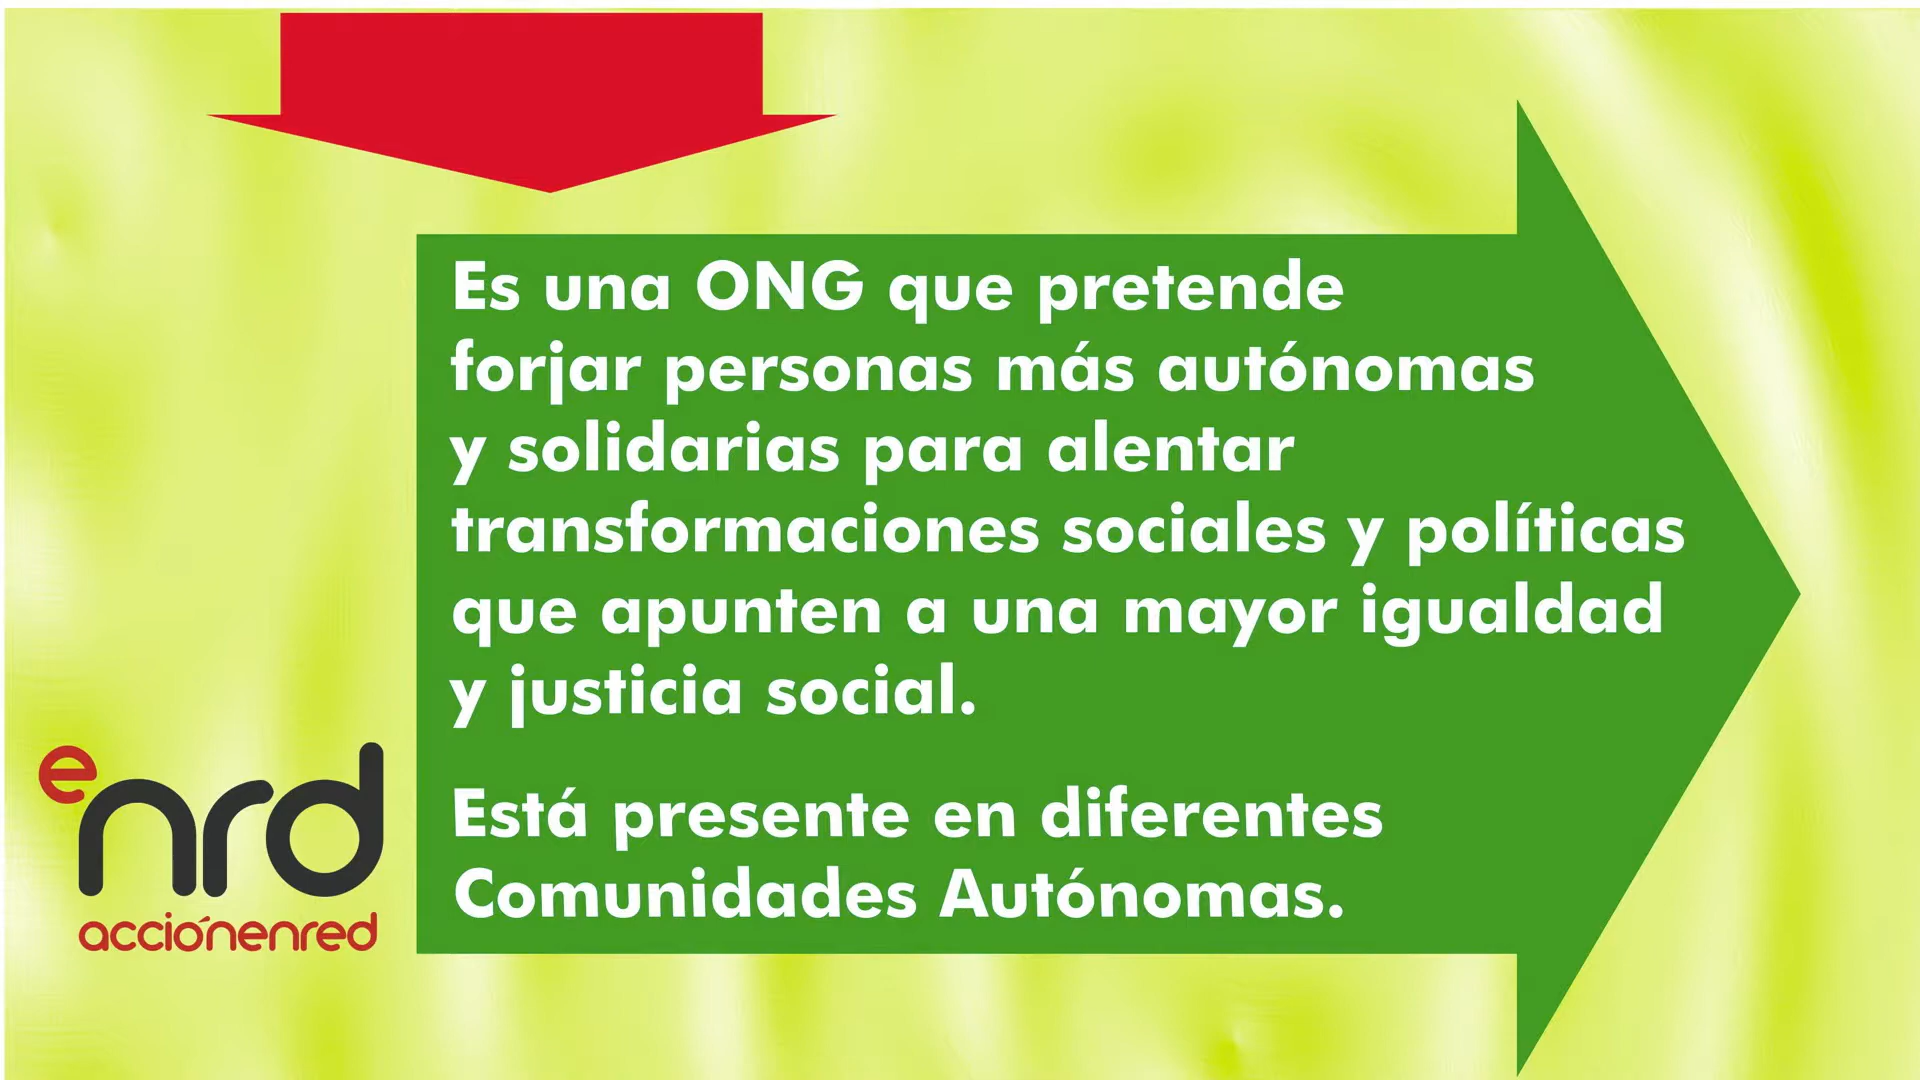 Es una ONG que pretende
forjar personas más autónomas
y solidarias para alentar
transformaciones sociales y políticas
que apunten a una mayor igualdad
y justicia social.
Está presente en diferentes
Comunidades Autónomas.
enrd
acciónenred